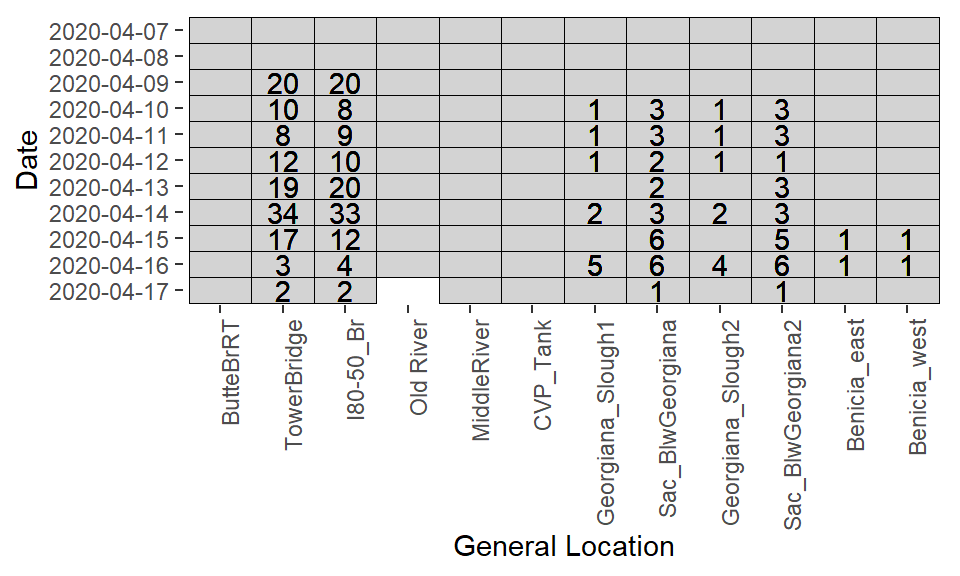 2020-04-07
2020-04-08
2020-04-09 20 20
2020-04-10 10 8 1 3 1 3
2020-04-11 8 9 1 3 1 3
2020-04-12 12 10 1 2 1 1
2020-04-13 19 20 2 3
2020-04-14 34 33 2 3 2 3
2020-04-15 17 12 6 5 1 1
2020-04-16 3 4 5 6 4 6 1 1
2020-04-17 2 2 1 1
Date
ButteBrRT
TowerBridge
I80-50_Br
Old River
MiddleRiver
CVP_Tank
Georgiana_Slough1
Sac_BlwGeorgiana
Georgiana_Slough2
Sac_BlwGeorgiana2
Benicia_east
Benicia_west
General Location